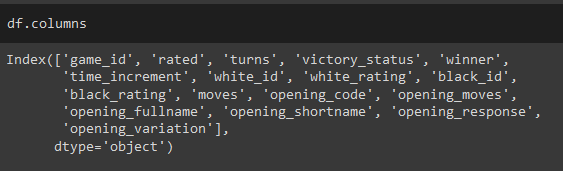 df.columns
Index(['game_id', 'rated', 'turns', 'victory_status', 'winner',
'time_increment', 'white_id', 'white_rating', 'black_id',
'black_rating', 'moves', 'opening_code', 'opening_moves',
'opening_fullname', 'opening_shortname', 'opening_response',
'opening_variation'],
dtype='object')